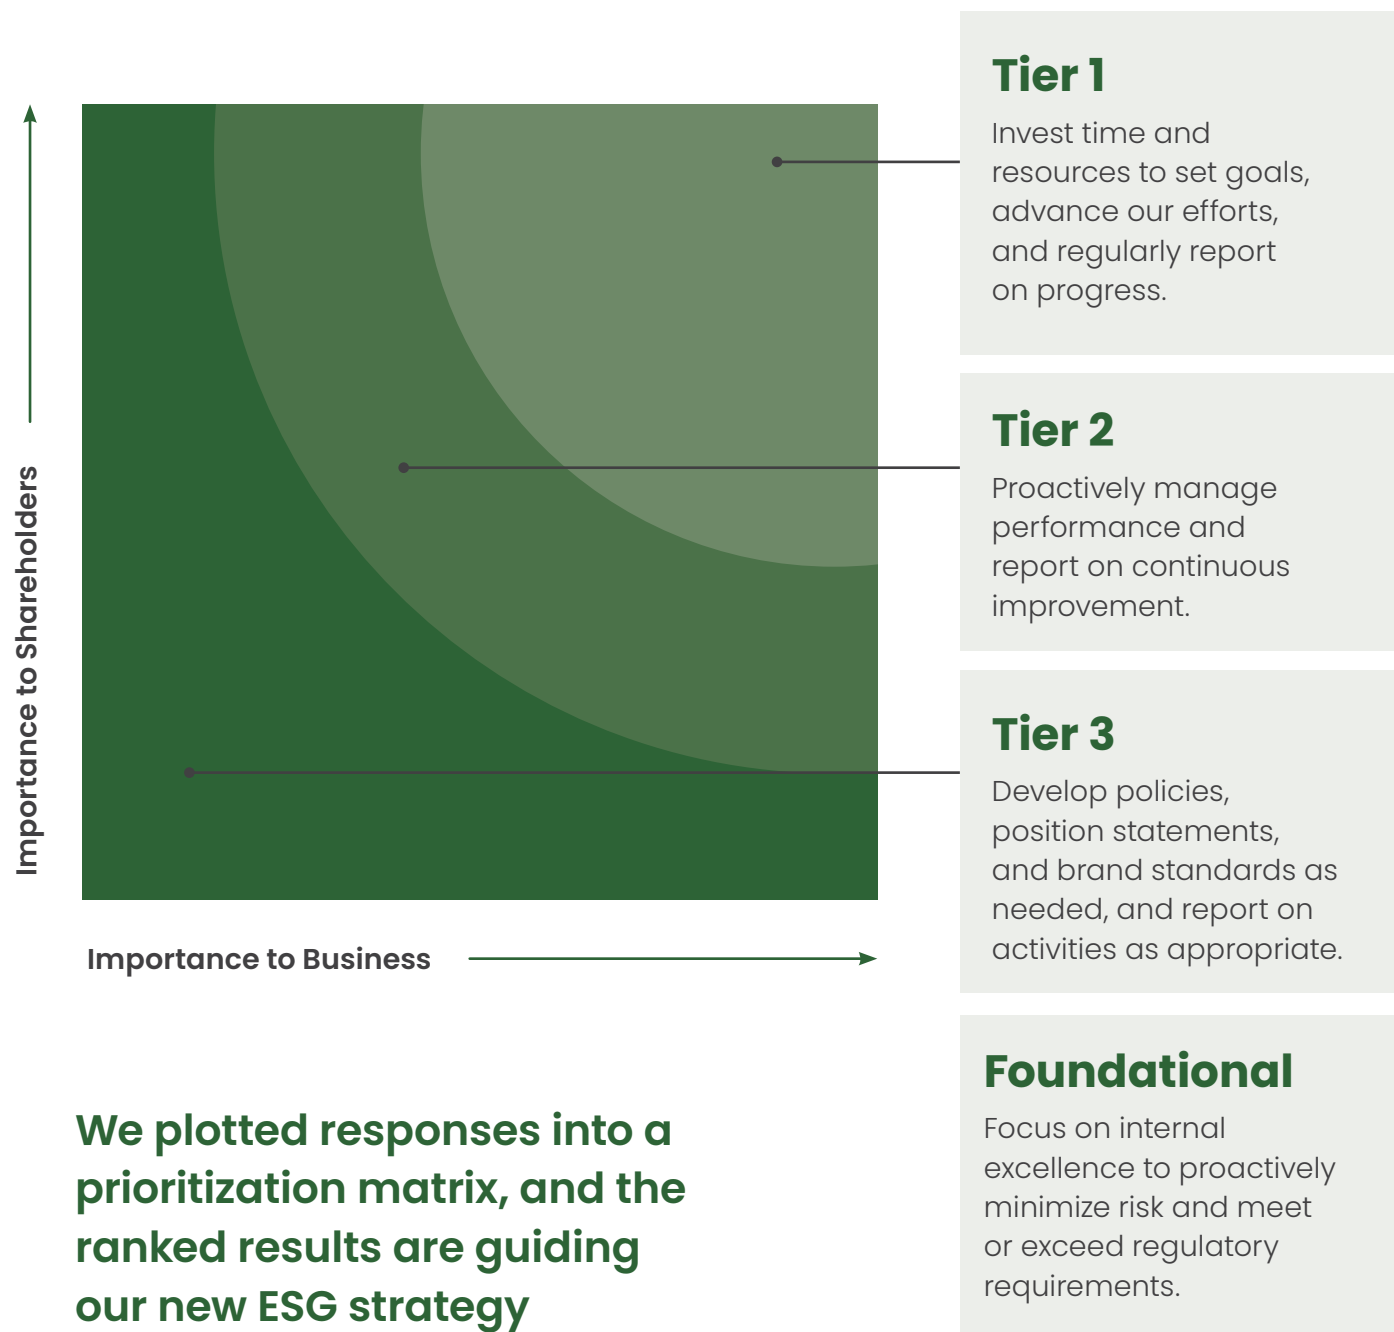 Tier 1
Invest time and
resources to set goals,
advance our efforts,
and regularly report
on progress.
Tier 2
Proactively manage
performance and
report on continuous
improvement.
Tier 3
Develop policies,
position statements,
and brand standards as
needed, and report on
activities as appropriate.
Foundational
Focus on internal
excellence to proactively
minimize risk and meet
or exceed regulatory
requirements.
Importance to Shareholders
Importance to Business
We plotted responses into a
prioritization matrix, and the
ranked results are guiding
our new ESG strategy